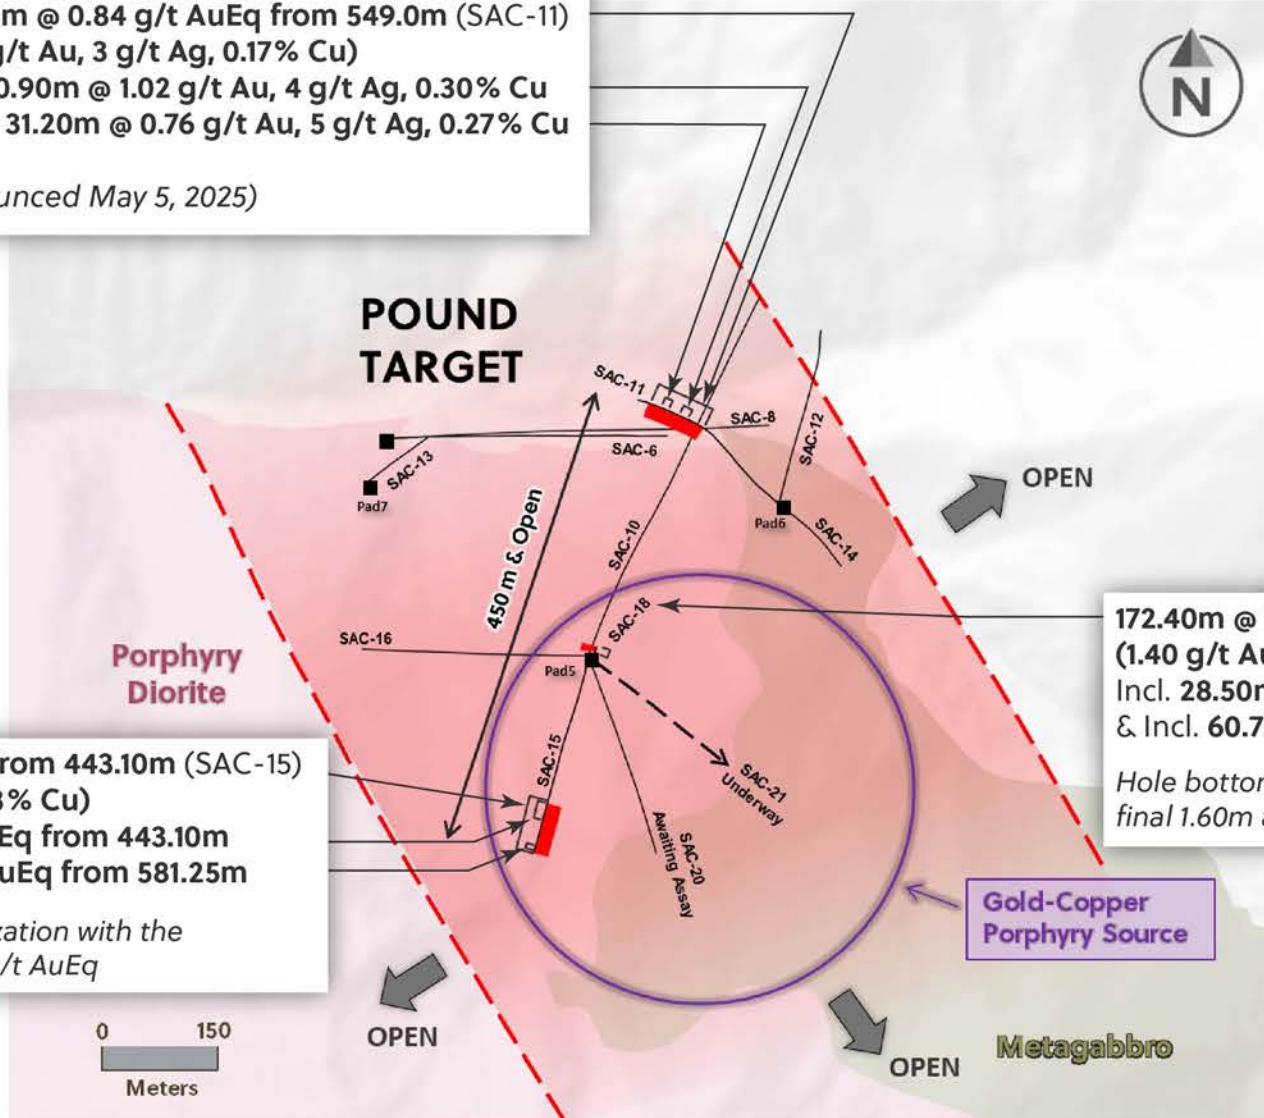 m @ 0.84 g/t AuEq from 549.0m (SAC-11)
g/t Au, 3 g/t Ag, 0.17% Cu)
0.90m @ 1.02 g/t Au, 4 g/t Ag, 0.30% Cu
31.20m @ 0.76 g/t Au, 5 g/t Ag, 0.27% Cu
unced May 5, 2025)
N
POUND
TARGET
SAC-11
SAC-8
SAC-6
SAC-12
SAC-13
Pad7
Pad6
SAC-14
OPEN
450 m & Open
SAC-10
SAC-18
SAC-16
Pad5
Porphyry
Diorite
172.40m @
(1.40 g/t Au
Incl. 28.50m
& Incl. 60.7
Hole bottom
final 1.60m a
rom 443.10m (SAC-15)
% Cu)
Eq from 443.10m
uEq from 581.25m
zation with the
/t AuEq
SAC-15
SAC-21
Underway
SAC-20
Awaiting Assay
Gold-Copper
Porphyry Source
OPEN
OPEN
Metagabbro
0 150
Meters